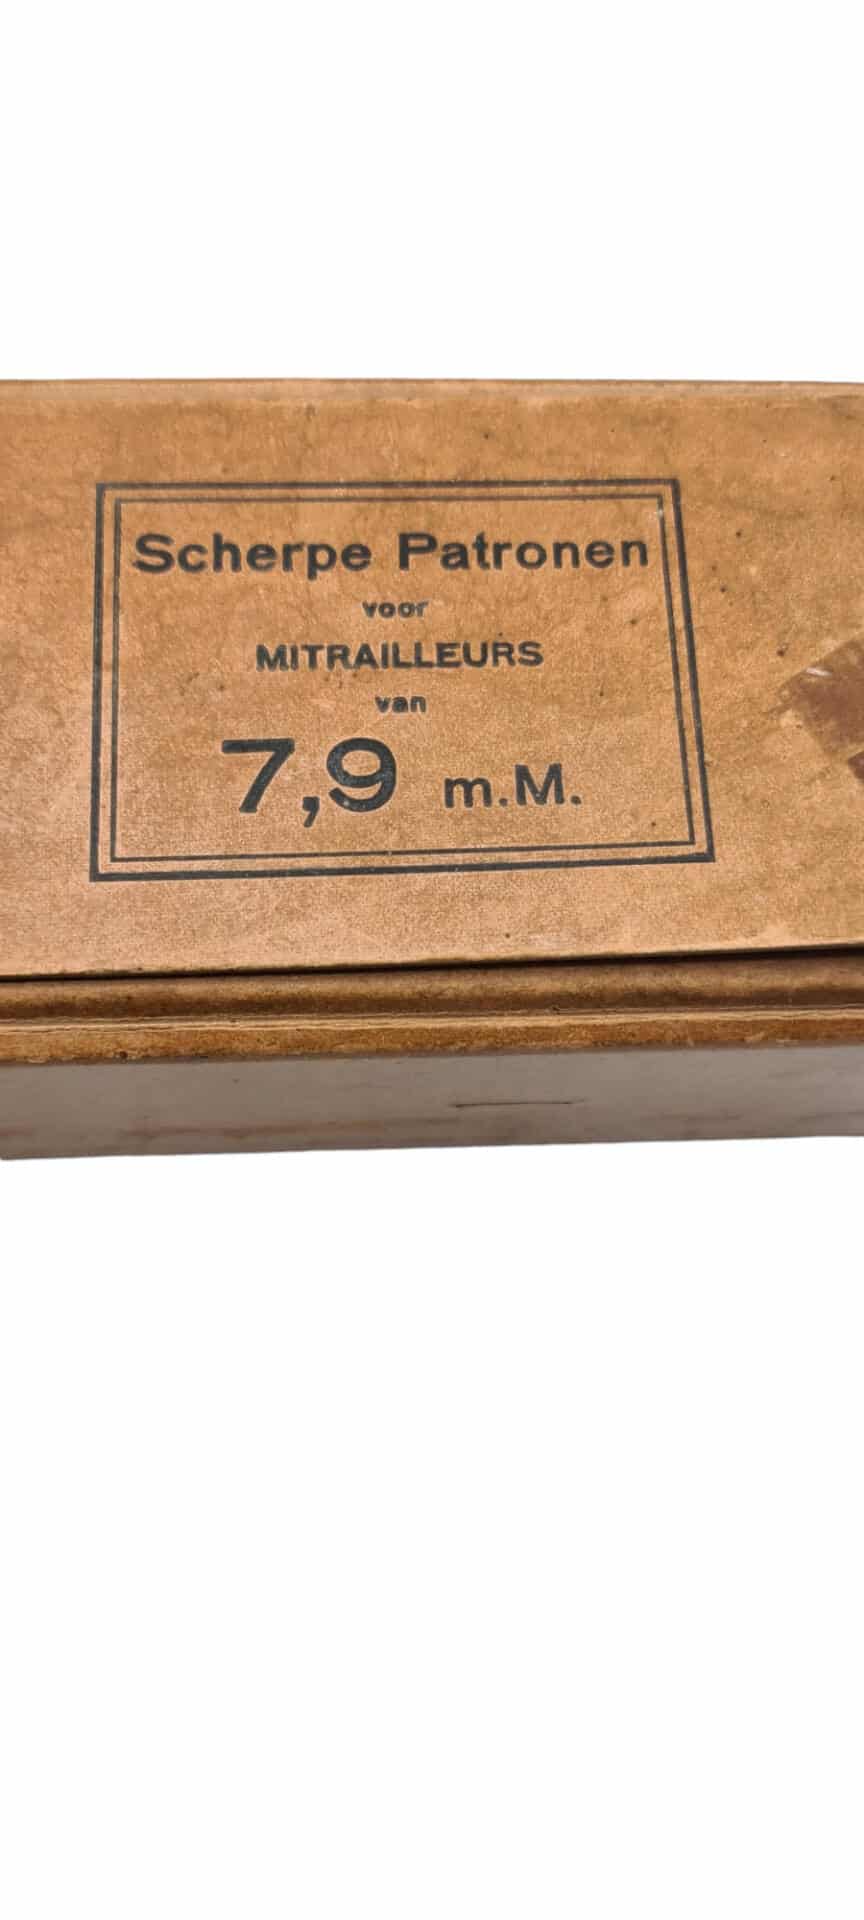 Scherpe Patronen
voor
MITRAILLEURS
van
7,9 m.M.